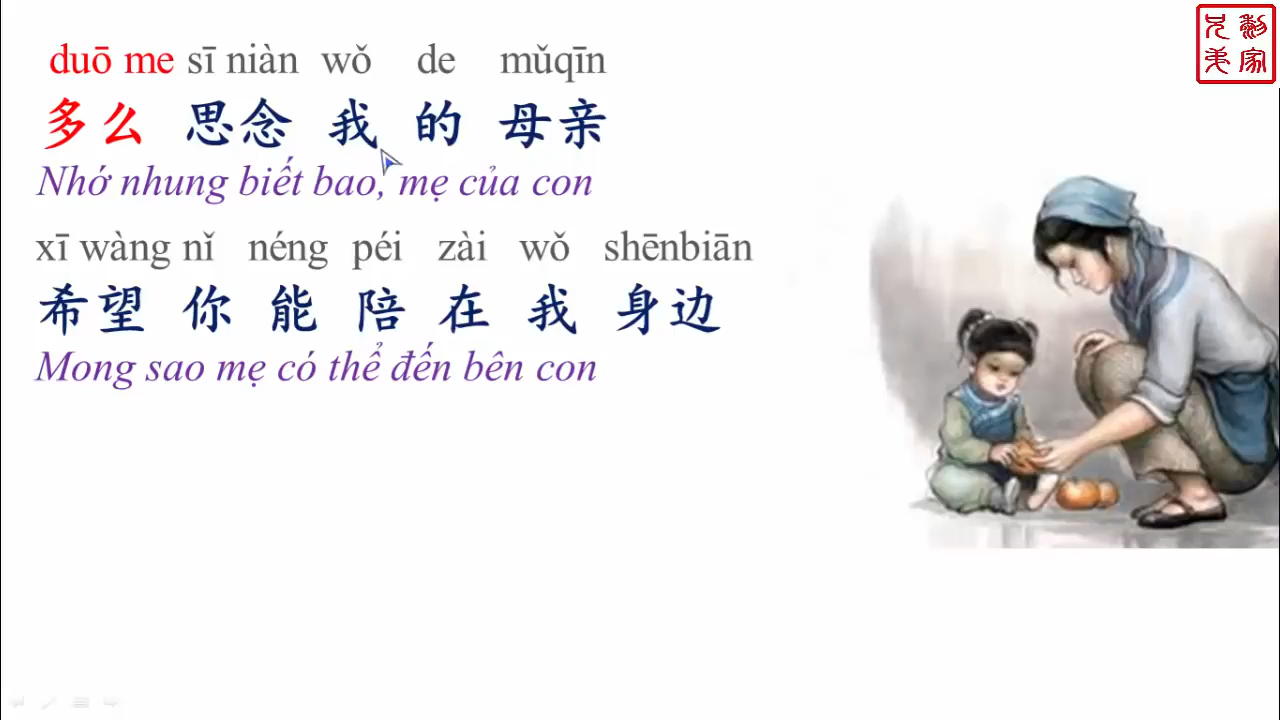 duō me sī niàn wǒ de mǔqīn
多么 思念 我 的 母亲
Nhớ nhung biết bao, mẹ của con
xī wàng nǐ néng péi zài wǒ shēnbiān
希望 你 能 陪 在 我 身边
Mong sao mẹ có thể đến bên con